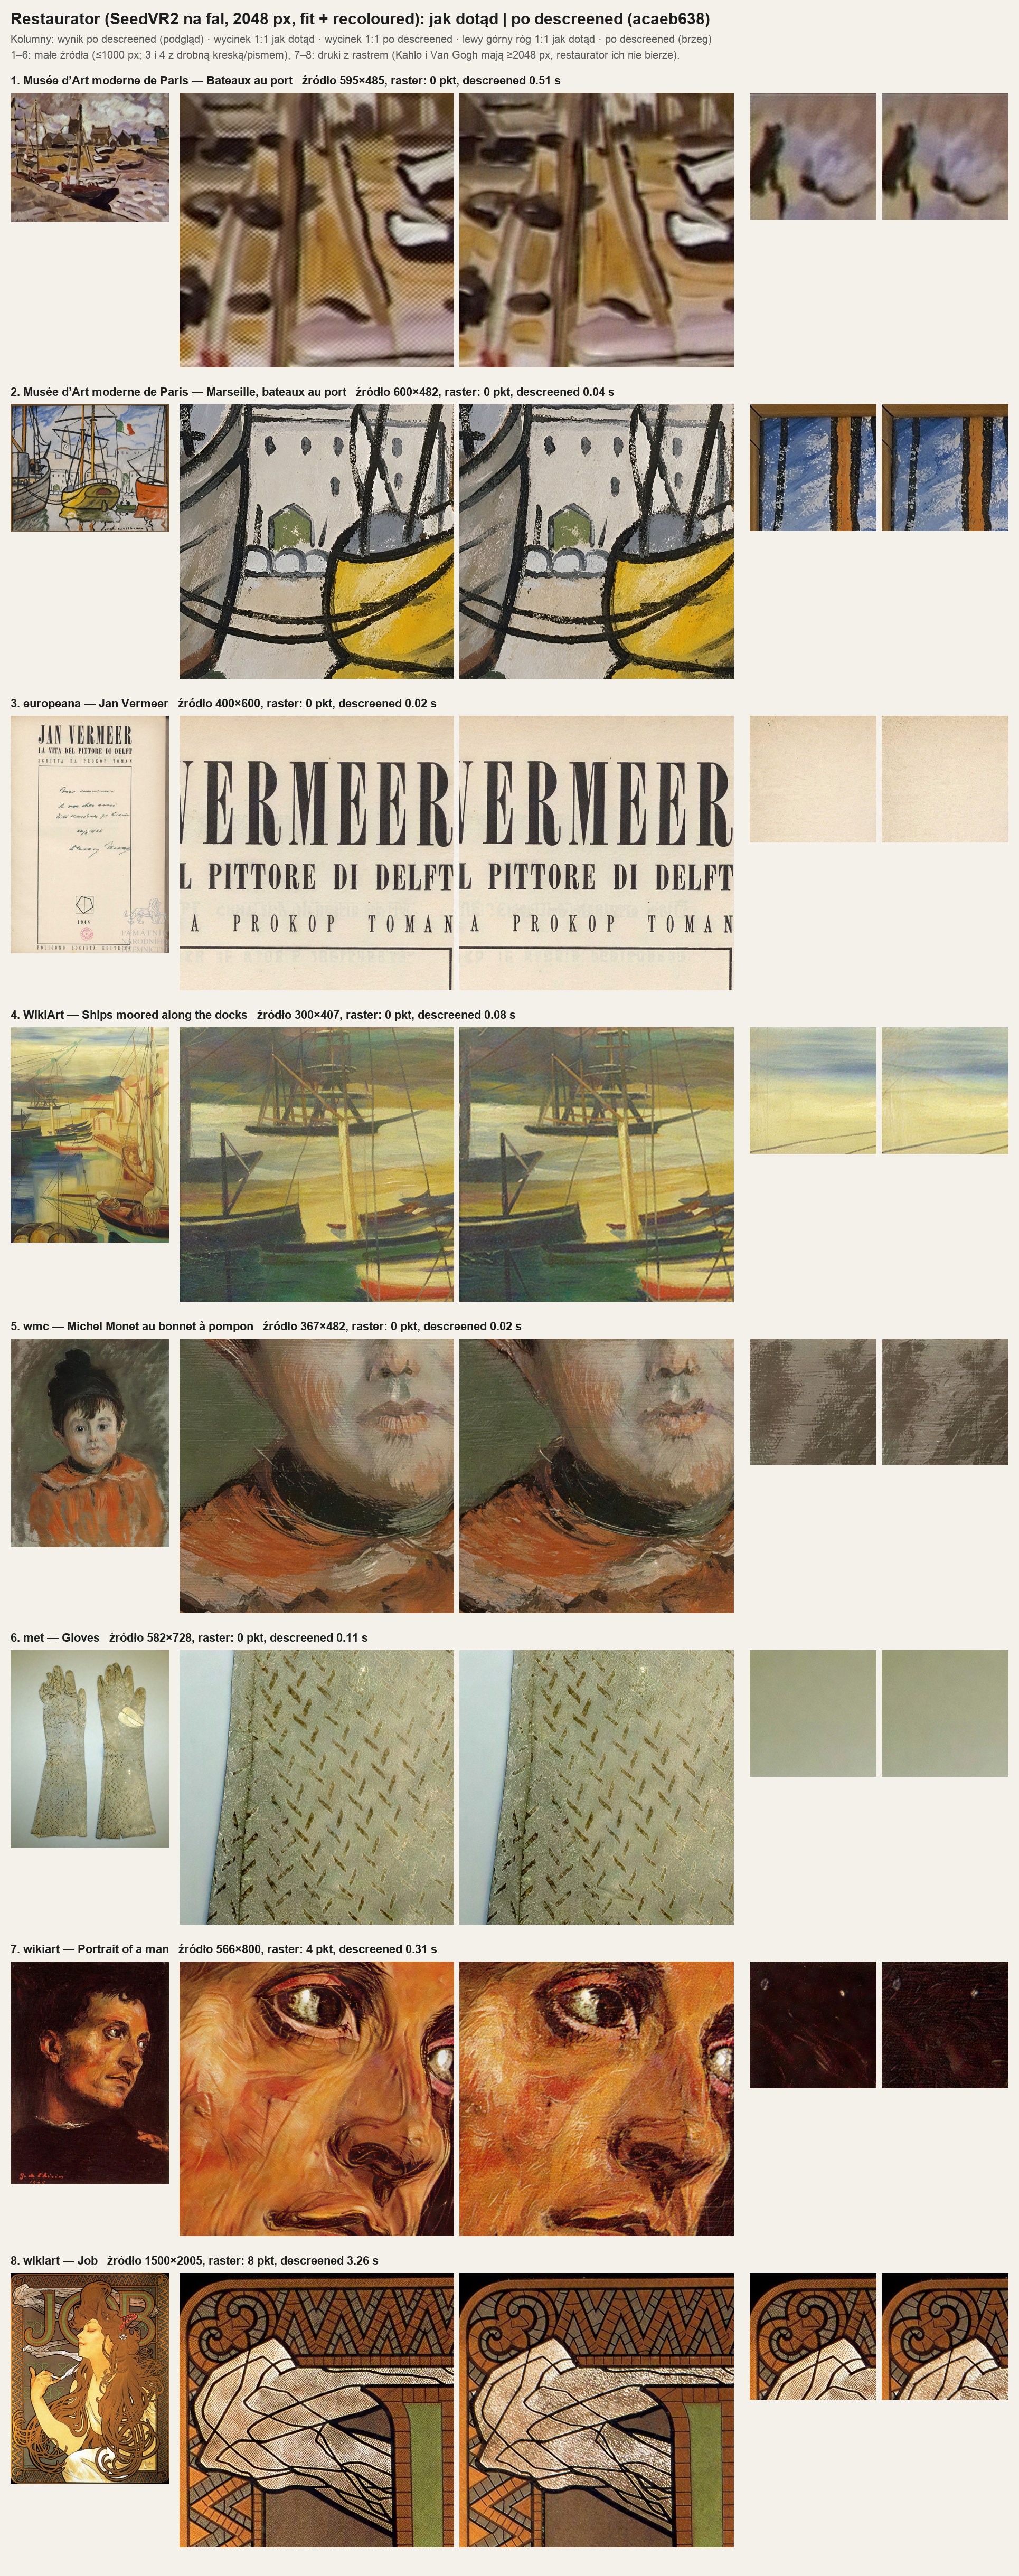 Restaurator (SeedVR2 na fal, 2048 px, fit + recoloured): jak dotąd | po descreened (acaeb638)
Kolumny: wynik po descreened (podgląd) · wycinek 1:1 jak dotąd · wycinek 1:1 po descreened · lewy górny róg 1:1 jak dotąd · po descreened (brzeg)
1–6: małe źródła (≤1000 px; 3 i 4 z drobną kreską/pismem), 7–8: druki z rastrem (Kahlo i Van Gogh mają ≥2048 px, restaurator ich nie bierze).
1. Musée d’Art moderne de Paris — Bateaux au port źródło 595×485, raster: 0 pkt, descreened 0.51 s
2. Musée d’Art moderne de Paris — Marseille, bateaux au port źródło 600×482, raster: 0 pkt, descreened 0.04 s
3. europeana — Jan Vermeer źródło 400×600, raster: 0 pkt, descreened 0.02 s
JAN VERMEER
LA VITA DEL PITTORE DI DELFT
SCRITTA DA PROKOP TOMAN
1948
POLIGONO SOCIETÀ EDITRICE
VERMEER
L PITTORE DI DELFT
A PROKOP TOMAN
VERMEER
L PITTORE DI DELFT
A PROKOP TOMAN
4. WikiArt — Ships moored along the docks źródło 300×407, raster: 0 pkt, descreened 0.08 s
5. wmc — Michel Monet au bonnet à pompon źródło 367×482, raster: 0 pkt, descreened 0.02 s
6. met — Gloves źródło 582×728, raster: 0 pkt, descreened 0.11 s
7. wikiart — Portrait of a man źródło 566×800, raster: 4 pkt, descreened 0.31 s
8. wikiart — Job źródło 1500×2005, raster: 8 pkt, descreened 3.26 s
JOB